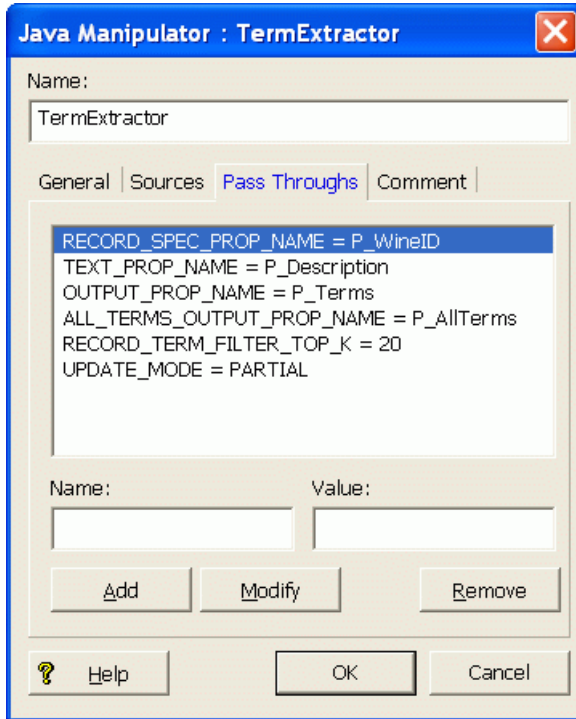 Java Manipulator : TermExtractor
Name:
TermExtractor
General Sources Pass Throughs Comment
RECORD_SPEC_PROP_NAME = P_WineID
TEXT_PROP_NAME = P_Description
OUTPUT_PROP_NAME = P_Terms
ALL_TERMS_OUTPUT_PROP_NAME = P_AllTerms
RECORD_TERM_FILTER_TOP_K = 20
UPDATE_MODE = PARTIAL
Name: Value:
Add Modify Remove
? Help OK Cancel